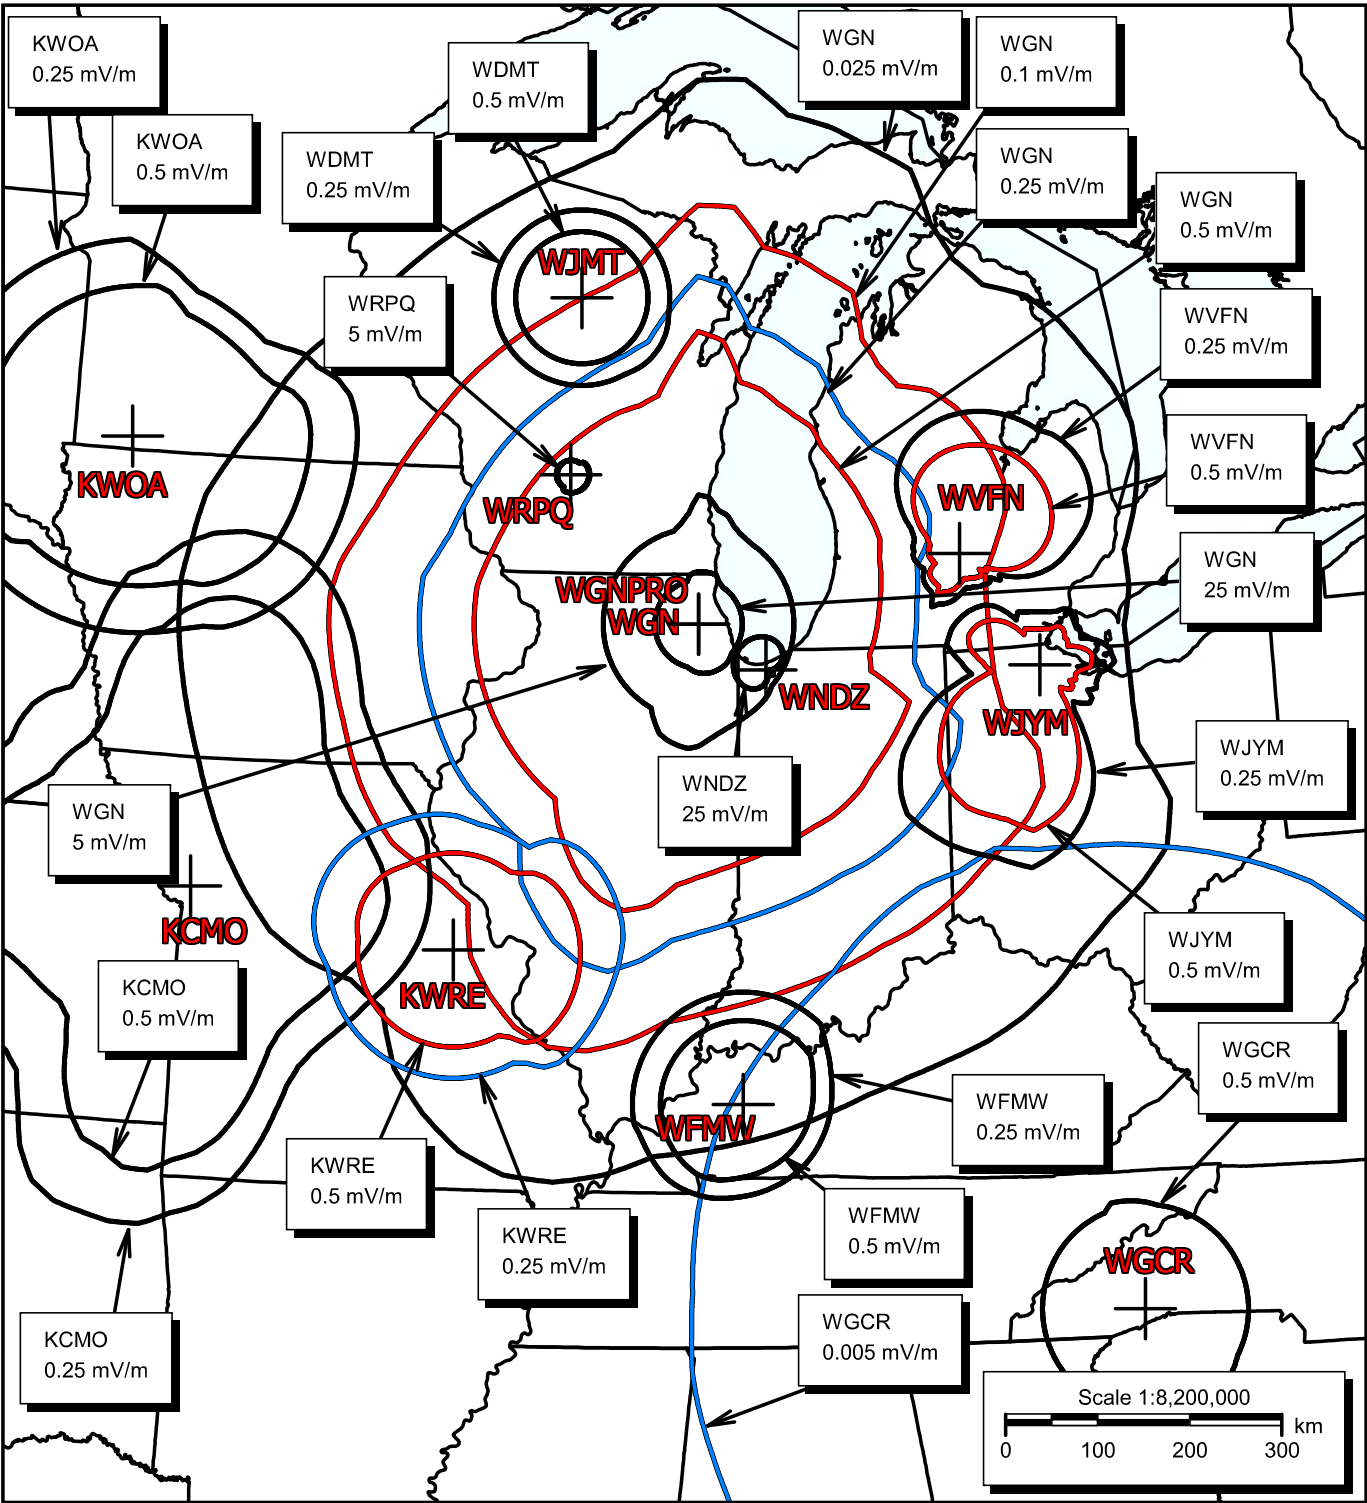 KWOA
0.25 mV/m
WDMT
0.5 mV/m
WGN
0.025 mV/m
WGN
0.1 mV/m
KWOA
0.5 mV/m
WDMT
0.25 mV/m
WGN
0.25 mV/m
WGN
0.5 mV/m
WJMT
WRPQ
5 mV/m
WVFN
0.25 mV/m
WVFN
0.5 mV/m
KWOA
WRPQ
WVFN
WGN
25 mV/m
WGNPRO
WGN
WNDZ
WJYM
WJYM
0.25 mV/m
WGN
5 mV/m
WNDZ
25 mV/m
KCMO
WJYM
0.5 mV/m
KWRE
KCMO
0.5 mV/m
WGCR
0.5 mV/m
WFMW
WFMW
0.25 mV/m
KWRE
0.5 mV/m
KWRE
0.25 mV/m
WFMW
0.5 mV/m
WGCR
KCMO
0.25 mV/m
WGCR
0.005 mV/m
Scale 1:8,200,000
km
0 100 200 300